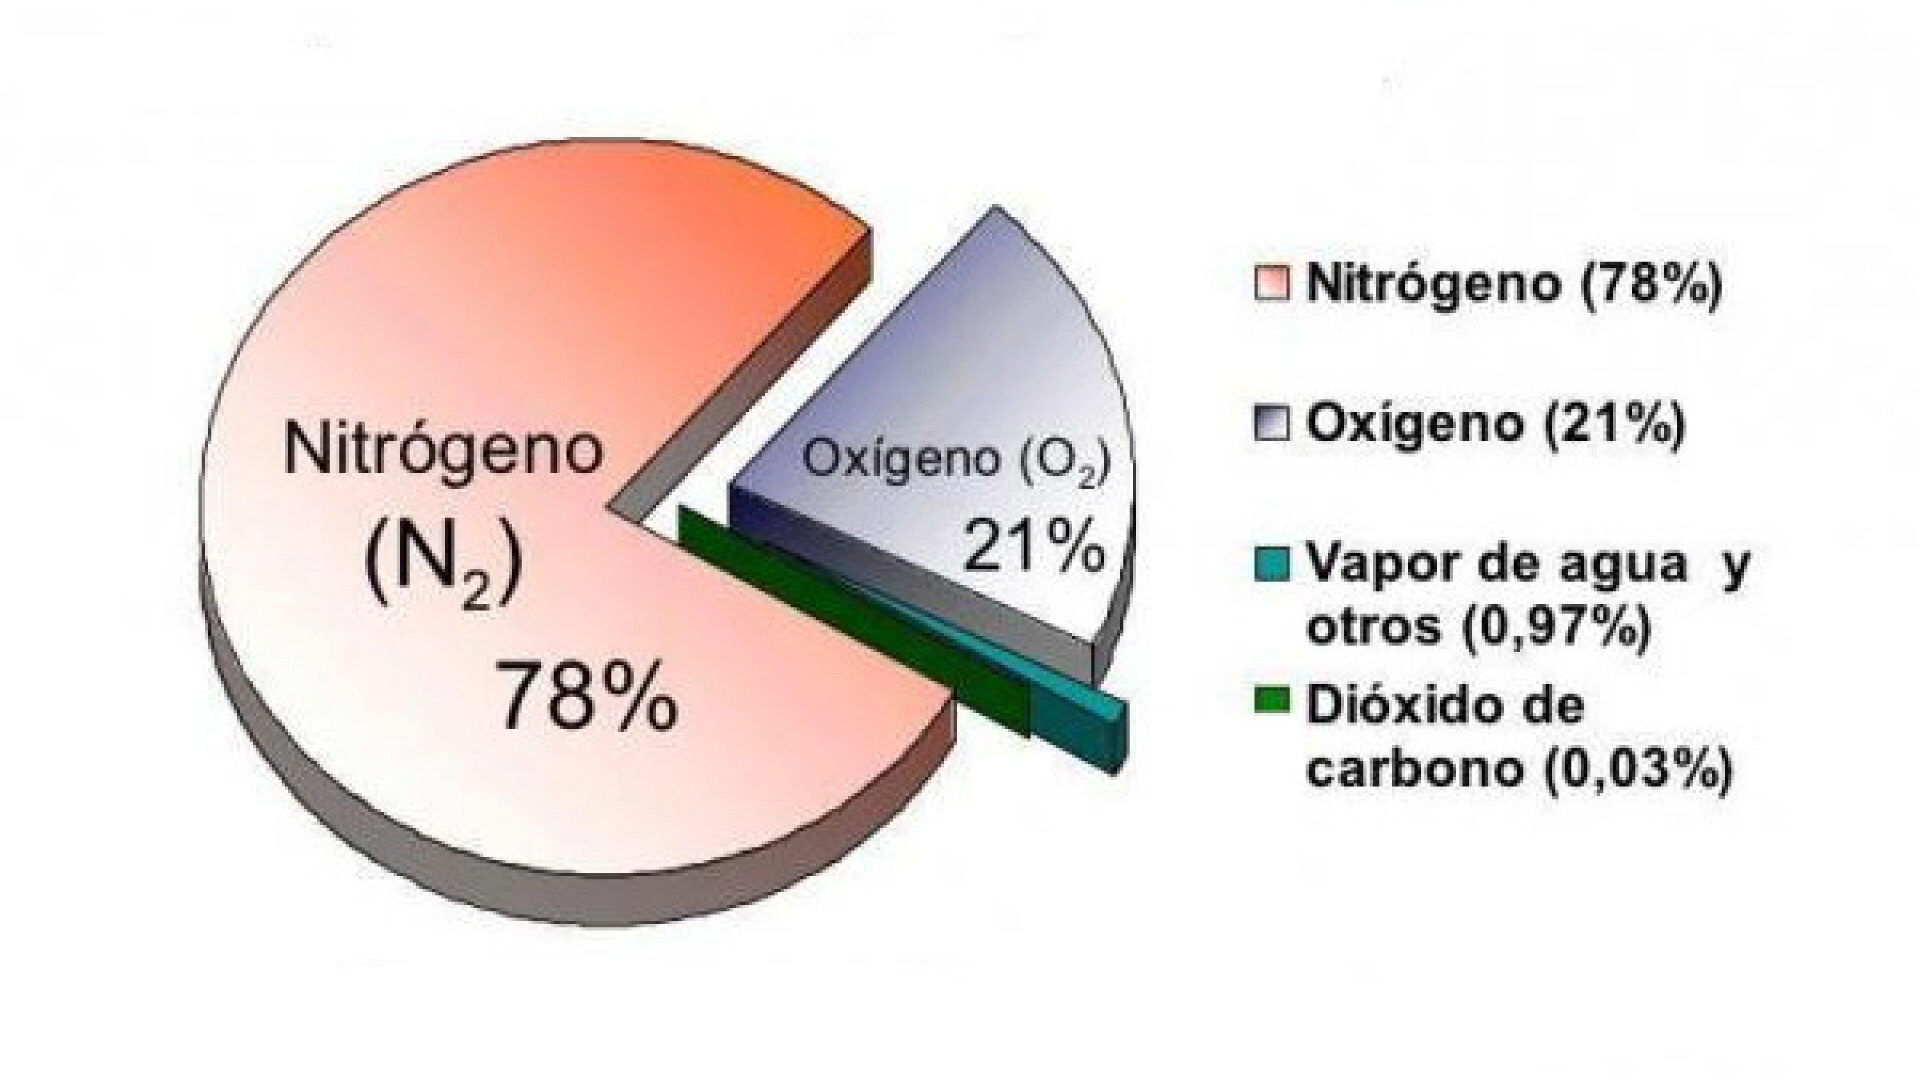 Nitrógeno
(N₂)
78%
Oxígeno (O₂)
21%
Nitrógeno (78%)
Oxígeno (21%)
Vapor de agua y
otros (0,97%)
Dióxido de
carbono (0,03%)